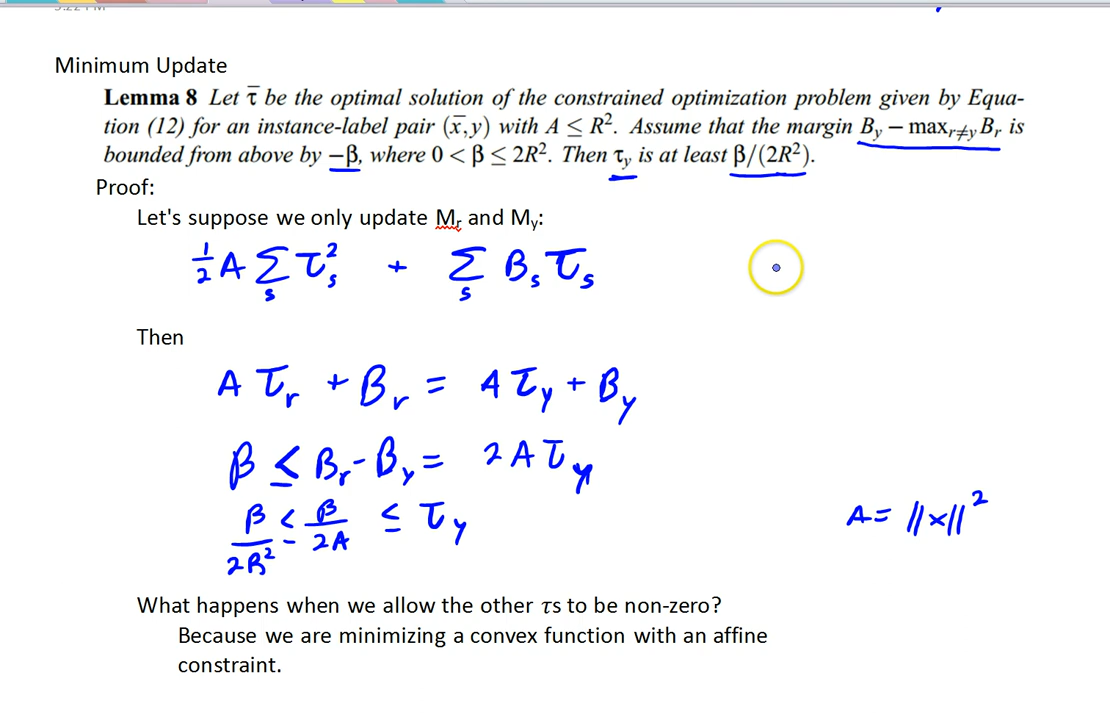 Minimum Update
Lemma 8 Let τ̄ be the optimal solution of the constrained optimization problem given by Equa-
tion (12) for an instance-label pair (x̄,y) with A ≤ R². Assume that the margin B_y − max_{r≠y} B_r is
bounded from above by −β, where 0 < β ≤ 2R². Then τ_y is at least β/(2R²).
Proof:
Let's suppose we only update M_r and M_y:
½ A Σ_s τ_s² + Σ_s B_s τ_s
Then
A τ_r + B_r = A τ_y + B_y
β ≤ B_r - B_y = 2 A τ_y
β/2R² ≤ β/2A ≤ τ_y
A = ||x||²
What happens when we allow the other τs to be non-zero?
Because we are minimizing a convex function with an affine
constraint.